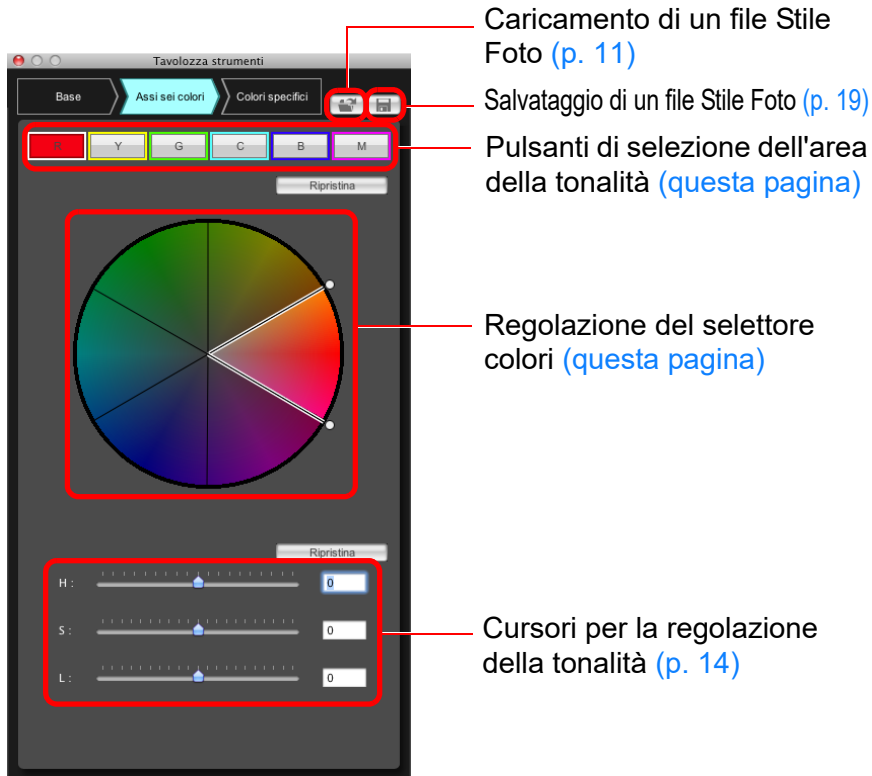 Caricamento di un file Stile
Foto (p. 11)
Salvataggio di un file Stile Foto (p. 19)
Pulsanti di selezione dell'area
della tonalità (questa pagina)
Regolazione del selettore
colori (questa pagina)
Cursori per la regolazione
della tonalità (p. 14)
Tavolozza strumenti
Base
Assi sei colori
Colori specifici
R Y G C B M
Ripristina
Ripristina
H : 0
S : 0
L : 0